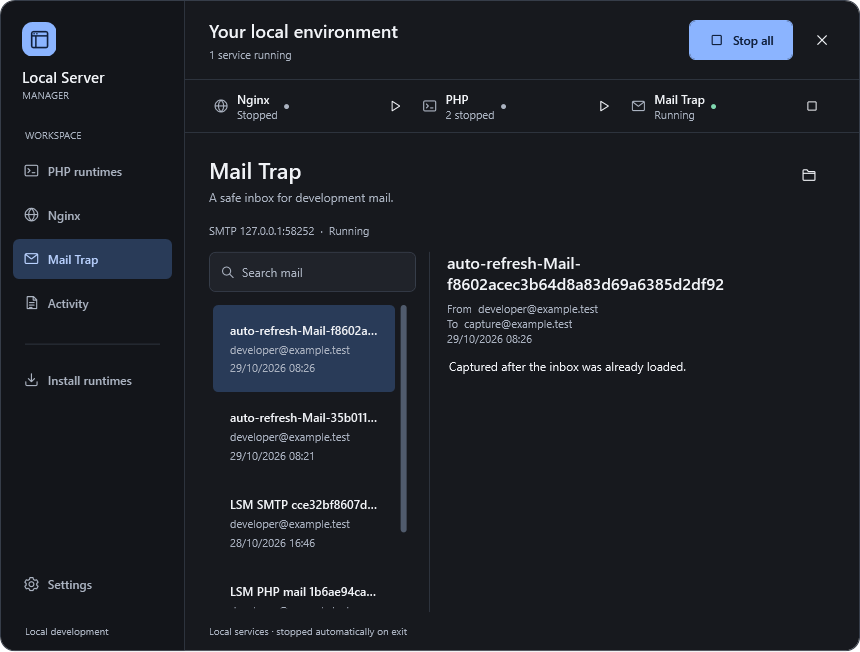 Local Server
MANAGER
WORKSPACE
PHP runtimes
Nginx
Mail Trap
Activity
Install runtimes
Settings
Local development
Your local environment
1 service running
Stop all
Nginx
Stopped
PHP
2 stopped
Mail Trap
Running
Mail Trap
A safe inbox for development mail.
SMTP 127.0.0.1:58252 · Running
Search mail
auto-refresh-Mail-f8602a...
developer@example.test
29/10/2026 08:26
auto-refresh-Mail-35b011...
developer@example.test
29/10/2026 08:21
LSM SMTP cce32bf8607d...
developer@example.test
28/10/2026 16:46
LSM PHP mail 1b6ae94ca...
auto-refresh-Mail-
f8602acec3b64d8a83d69a6385d2df92
From developer@example.test
To capture@example.test
29/10/2026 08:26
Captured after the inbox was already loaded.
Local services · stopped automatically on exit